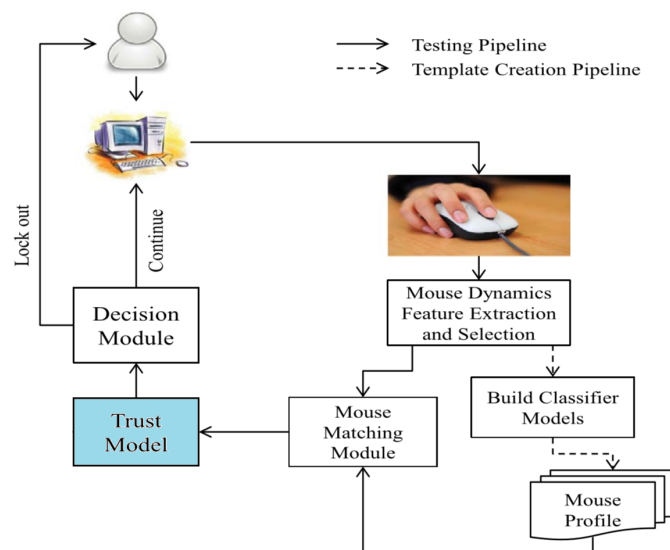 Testing Pipeline
Template Creation Pipeline
Lock out
Continue
Mouse Dynamics
Feature Extraction
and Selection
Decision
Module
Build Classifier
Models
Trust
Model
Mouse
Matching
Module
Mouse
Profile